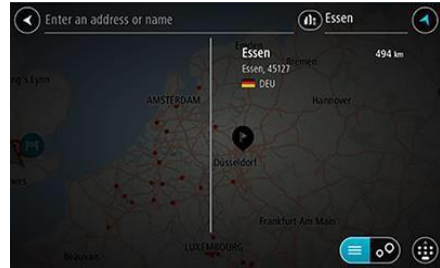 Enter an address or name
Essen
Essen
Essen, 45127
DEU
494 km
Bremen
g's Lynn
AMSTERDAM
Hannover
Düsseldorf
Frankfurt Am Main
LUXEMBOURG
Beauvais